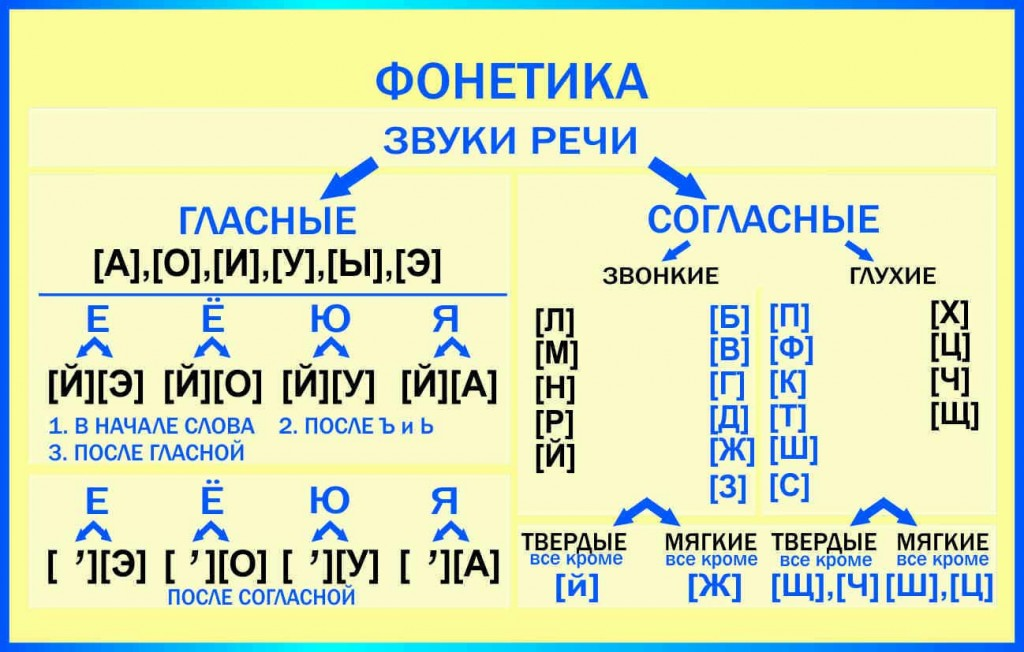 ФОНЕТИКА
ЗВУКИ РЕЧИ
ГЛАСНЫЕ
[А],[О],[И],[У],[Ы],[Э]
Е Ё Ю Я
[Й][Э] [Й][О] [Й][У] [Й][А]
1. В НАЧАЛЕ СЛОВА 2. ПОСЛЕ Ъ и Ь
3. ПОСЛЕ ГЛАСНОЙ
Е Ё Ю Я
[ ʼ][Э] [ ʼ][О] [ ʼ][У] [ ʼ][А]
ПОСЛЕ СОГЛАСНОЙ
СОГЛАСНЫЕ
ЗВОНКИЕ ГЛУХИЕ
[Л] [Б] [П] [Х]
[М] [В] [Ф] [Ц]
[Н] [Г] [К] [Ч]
[Р] [Д] [Т] [Щ]
[Й] [Ж] [Ш]
[З] [С]
ТВЕРДЫЕ МЯГКИЕ ТВЕРДЫЕ МЯГКИЕ
все кроме все кроме все кроме все кроме
[й] [Ж] [Щ],[Ч] [Ш],[Ц]